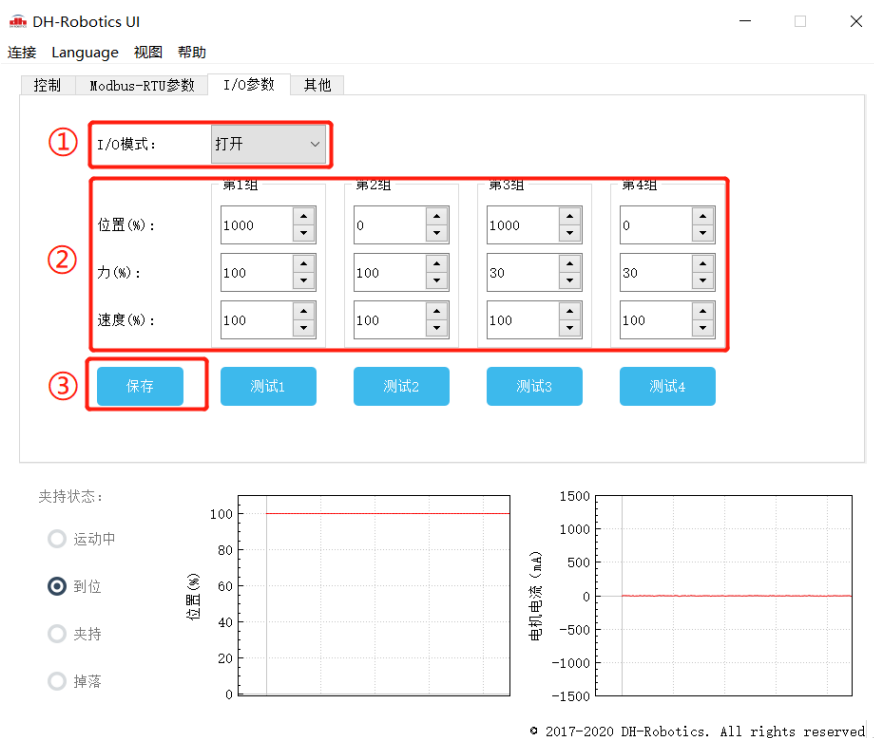 DH-Robotics UI
连接 Language 视图 帮助
控制 Modbus-RTU参数 I/O参数 其他
① I/O模式: 打开
第1组 第2组 第3组 第4组
位置(%): 1000 0 1000 0
② 力(%): 100 100 30 30
速度(%): 100 100 100 100
③ 保存 测试1 测试2 测试3 测试4
夹持状态:
运动中
到位
夹持
掉落
位置(%)
100
80
60
40
20
0
电机电流 (mA)
1500
1000
500
0
-500
-1000
-1500
© 2017-2020 DH-Robotics. All rights reserved